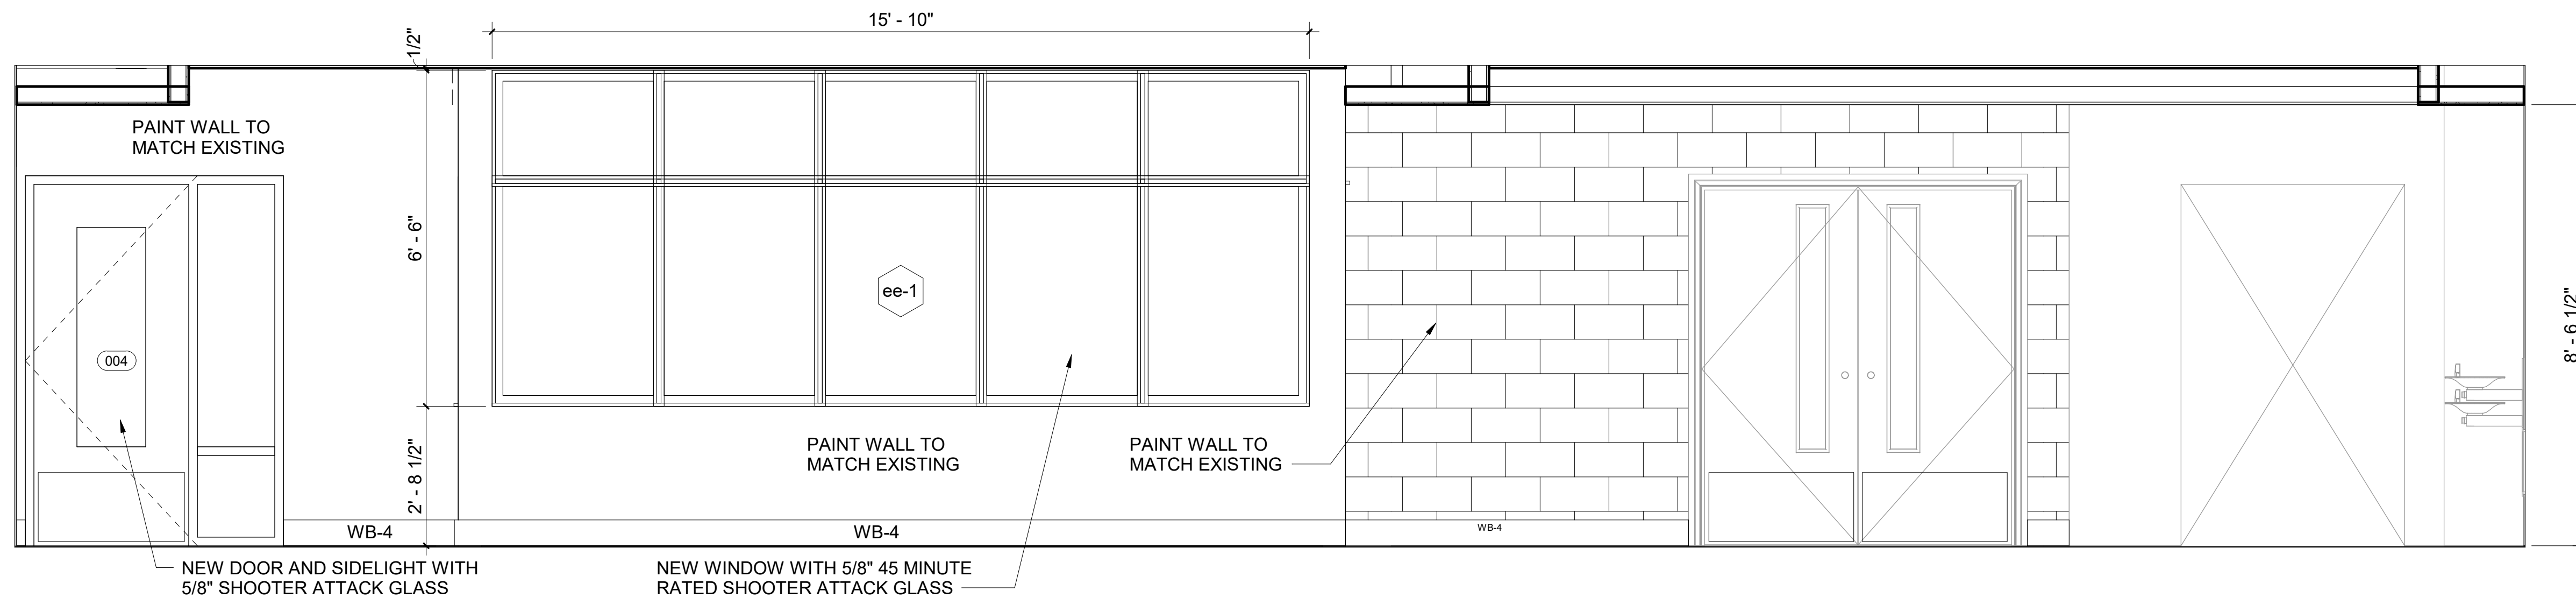 15' - 10"
1/2"
PAINT WALL TO
MATCH EXISTING
6' - 6"
ee-1
004
8' - 6 1/2"
2' - 8 1/2"
PAINT WALL TO
MATCH EXISTING
PAINT WALL TO
MATCH EXISTING
WB-4
WB-4
WB-4
NEW DOOR AND SIDELIGHT WITH
5/8" SHOOTER ATTACK GLASS
NEW WINDOW WITH 5/8" 45 MINUTE
RATED SHOOTER ATTACK GLASS